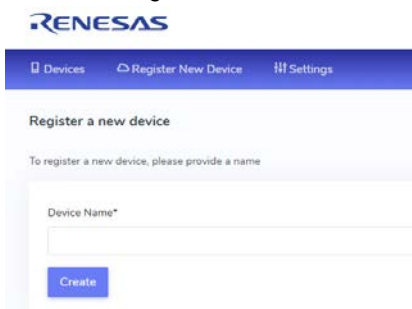 RENESAS
Devices Register New Device Settings
Register a new device
To register a new device, please provide a name
Device Name*
Create